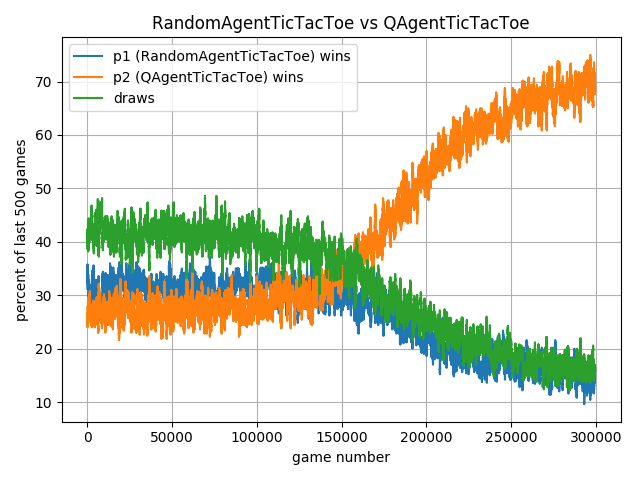 RandomAgentTicTacToe vs QAgentTicTacToe
p1 (RandomAgentTicTacToe) wins
p2 (QAgentTicTacToe) wins
draws
percent of last 500 games
70
60
50
40
30
20
10
0 50000 100000 150000 200000 250000 300000
game number